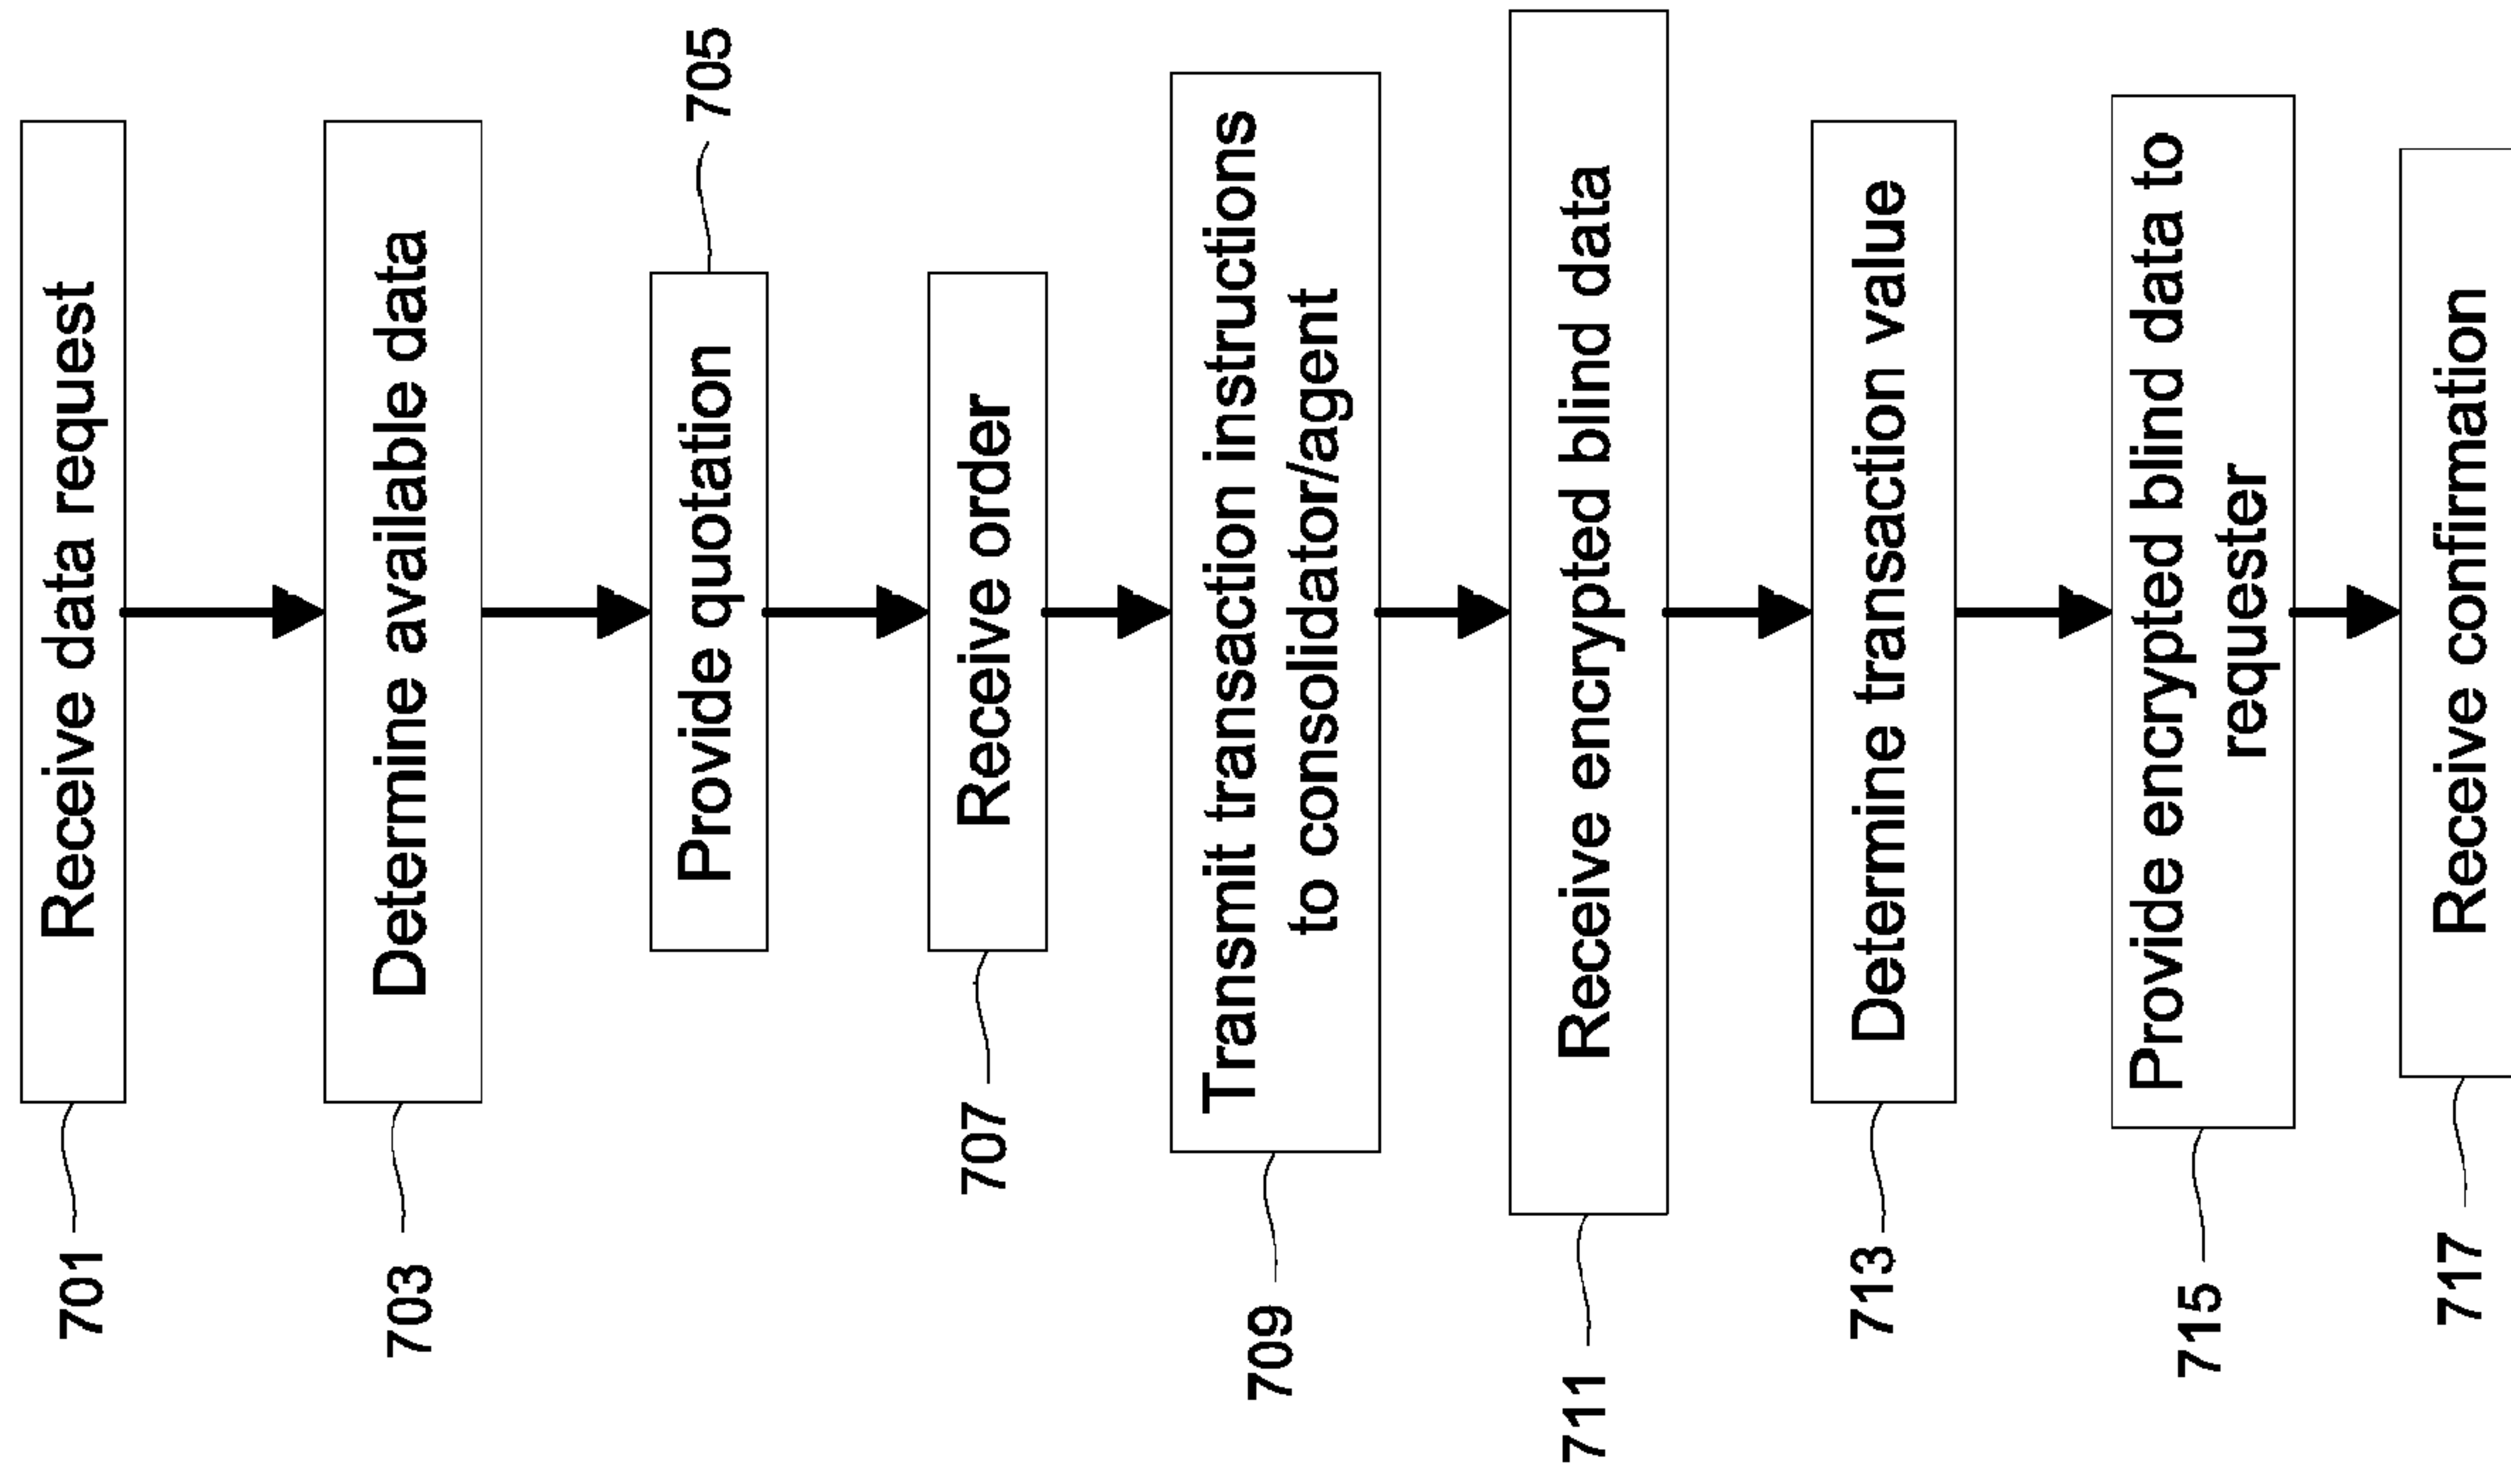 701
Receive data request
703
Determine available data
705
Provide quotation
707
Receive order
709
Transmit transaction instructions
to consolidator/agent
711
Receive encrypted blind data
713
Determine transaction value
715
Provide encrypted blind data to
requester
717
Receive confirmation